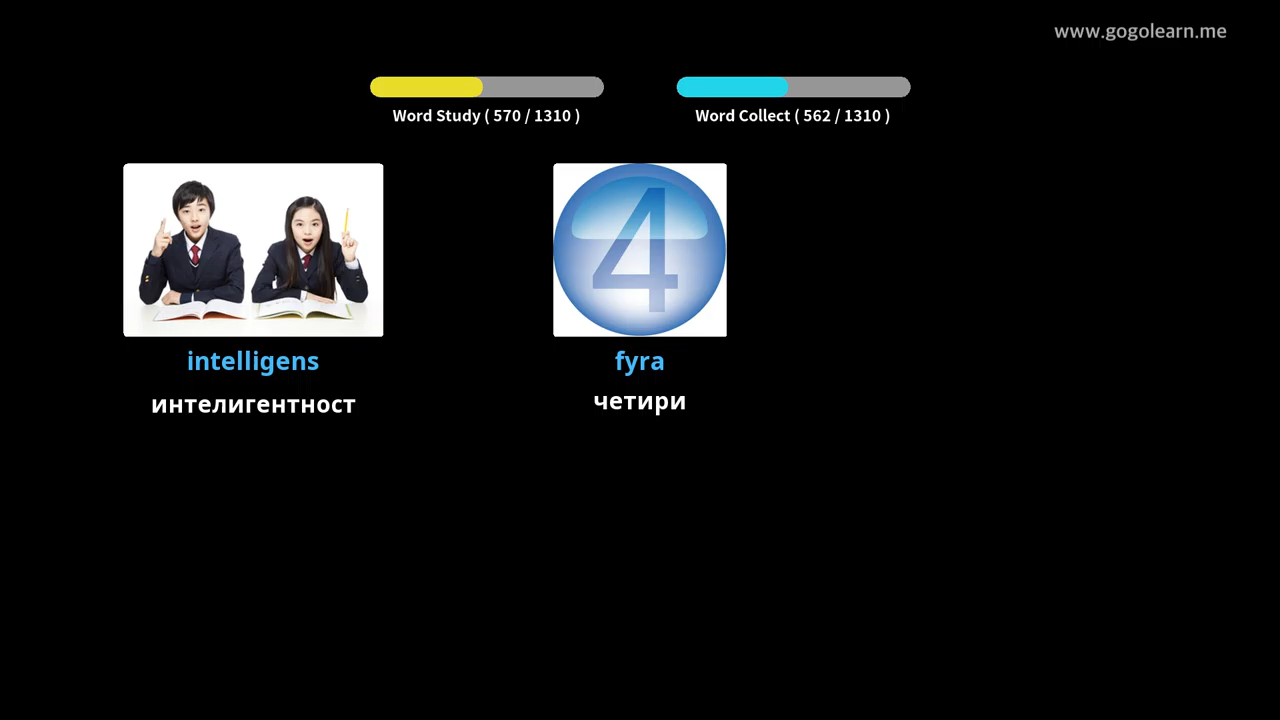 www.gogolearn.me
Word Study ( 570 / 1310 )
Word Collect ( 562 / 1310 )
4
intelligens
fyra
интелигентност
четири